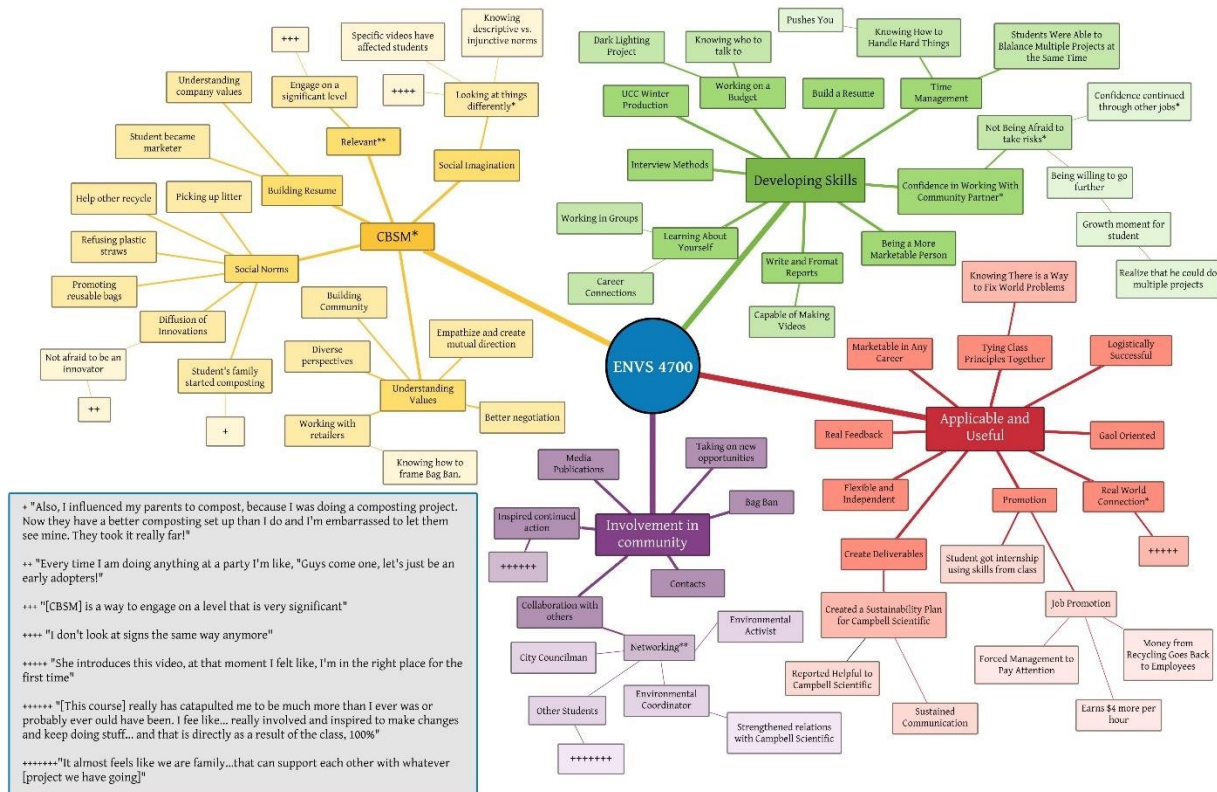 +++
Specific videos have
affected students
Knowing
descriptive vs.
injunctive norms
Understanding
company values
Engage on a
significant level
++++
Looking at things
differently*
Student became
marketer
Relevant**
Social Imagination
Building Resume
Help other recycle
Picking up litter
CBSM*
Refusing plastic
straws
Social Norms
Promoting
reusable bags
Diffusion of
Innovations
Not afraid to be an
innovator
++
Student's family
started composting
+
Building
Community
Empathize and create
mutual direction
Diverse
perspectives
Understanding
Values
Better negotiation
Working with
retailers
Knowing how to
frame Bag Ban.
Pushes You
Dark Lighting
Project
Knowing who to
talk to
Knowing How to
Handle Hard Things
Students Were Able to
Blalance Multiple Projects at
the Same Time
UCC Winter
Production
Working on a
Budget
Build a Resume
Time
Management
Confidence continued
through other jobs*
Not Being Afraid to
take risks*
Interview Methods
Developing Skills
Confidence in Working With
Community Partner*
Being willing to go
further
Working in Groups
Learning About
Yourself
Being a More
Marketable Person
Growth moment for
student
Career
Connections
Write and Fromat
Reports
Capable of Making
Videos
Realize that he could do
multiple projects
ENVS 4700
Knowing There is a Way
to Fix World Problems
Marketable in Any
Career
Tying Class
Principles Together
Logistically
Successful
Real Feedback
Applicable and
Useful
Gaol Oriented
Flexible and
Independent
Promotion
Real World
Connection*
+++++
Create Deliverables
Student got internship
using skills from class
Created a Sustainability Plan
for Campbell Scientific
Job Promotion
Reported Helpful to
Campbell Scientific
Sustained
Communication
Forced Management to
Pay Attention
Money from
Recycling Goes Back
to Employees
Earns $4 more per
hour
Media
Publications
Taking on new
opportunities
Inspired continued
action
Bag Ban
Involvement in
community
++++++
Contacts
Collaboration with
others
Environmental
Activist
City Councilman
Networking**
Other Students
Environmental
Coordinator
Strengthened relations
with Campbell Scientific
+++++++
+ "Also, I influenced my parents to compost, because I was doing a composting project.
Now they have a better composting set up than I do and I'm embarrassed to let them
see mine. They took it really far!"
++ "Every time I am doing anything at a party I'm like, "Guys come one, let's just be an
early adopters!"
+++ "[CBSM] is a way to engage on a level that is very significant"
++++ "I don't look at signs the same way anymore"
+++++ "She introduces this video, at that moment I felt like, I'm in the right place for the
first time"
++++++ "[This course] really has catapulted me to be much more than I ever was or
probably ever ould have been. I fee like... really involved and inspired to make changes
and keep doing stuff... and that is directly as a result of the class, 100%"
+++++++"It almost feels like we are family...that can support each other with whatever
[project we have going]"